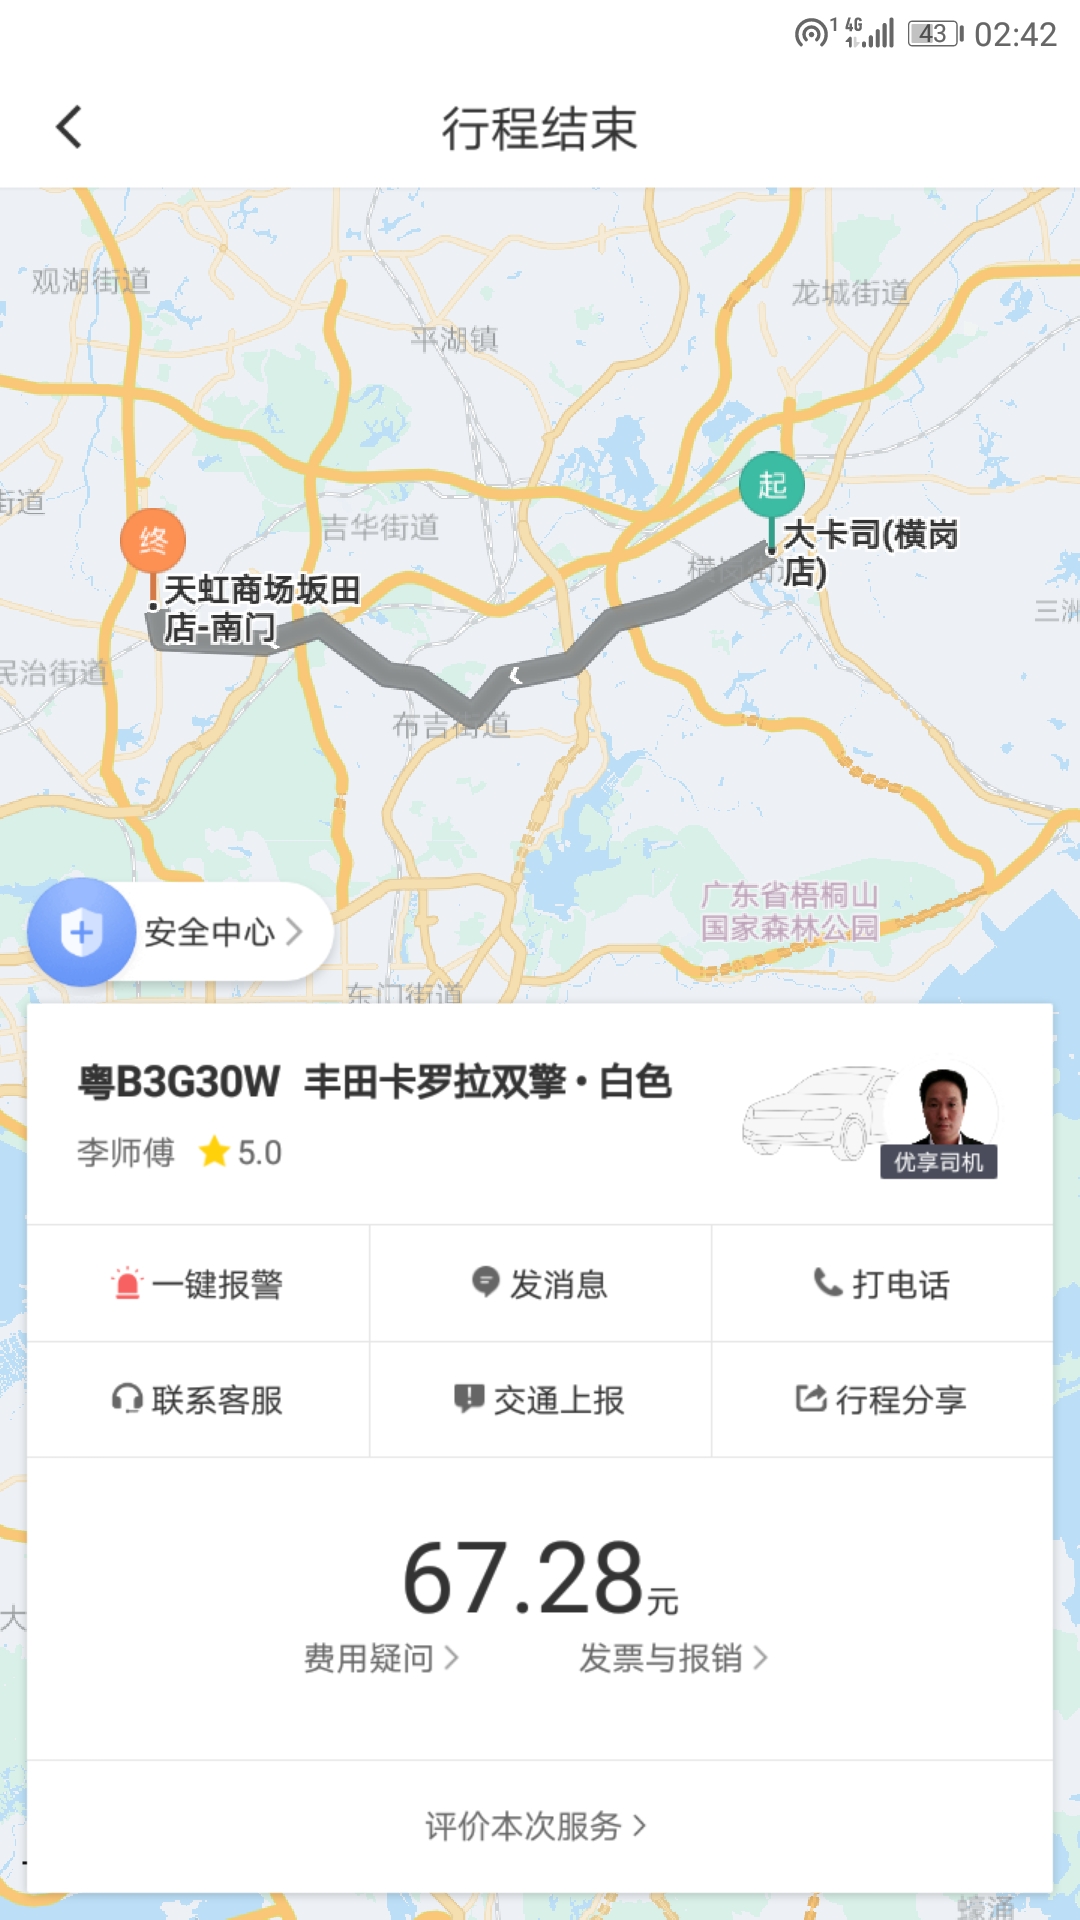 1 4G 43 02:42
行程结束
观湖街道
龙城街道
平湖镇
起
街道
吉华街道
终
大卡司(横岗
店)
天虹商场坂田
店-南门
三洲
民治街道
布吉街道
广东省梧桐山
国家森林公园
安全中心
东门街道
粤B3G30W 丰田卡罗拉双擎·白色
李师傅 5.0
优享司机
一键报警 发消息 打电话
联系客服 交通上报 行程分享
67.28元
大
费用疑问 发票与报销
评价本次服务
蠔涌